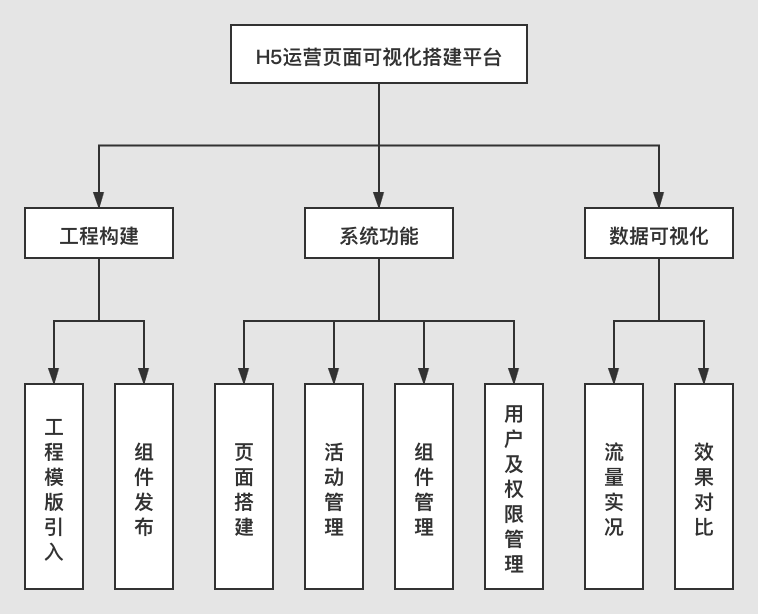 H5运营页面可视化搭建平台
工程构建
系统功能
数据可视化
工程模版引入
组件发布
页面搭建
活动管理
组件管理
用户及权限管理
流量实况
效果对比